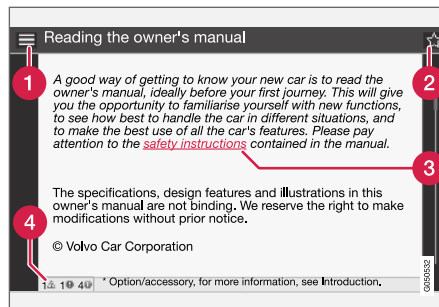 Reading the owner's manual
1
2
A good way of getting to know your new car is to read the
owner's manual, ideally before your first journey. This will give
you the opportunity to familiarise yourself with new functions,
to see how best to handle the car in different situations, and
to make the best use of all the car's features. Please pay
attention to the safety instructions contained in the manual.
3
The specifications, design features and illustrations in this
owner's manual are not binding. We reserve the right to make
modifications without prior notice.
4
© Volvo Car Corporation
1 1 4 * Option/accessory, for more information, see Introduction.
G050532